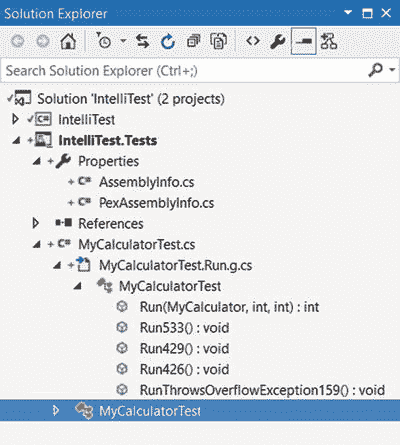 Solution Explorer
Search Solution Explorer (Ctrl+;)
Solution 'IntelliTest' (2 projects)
C# IntelliTest
IntelliTest.Tests
Properties
C# AssemblyInfo.cs
C# PexAssemblyInfo.cs
References
C# MyCalculatorTest.cs
MyCalculatorTest.Run.g.cs
MyCalculatorTest
Run(MyCalculator, int, int) : int
Run533() : void
Run429() : void
Run426() : void
RunThrowsOverflowException159() : void
MyCalculatorTest